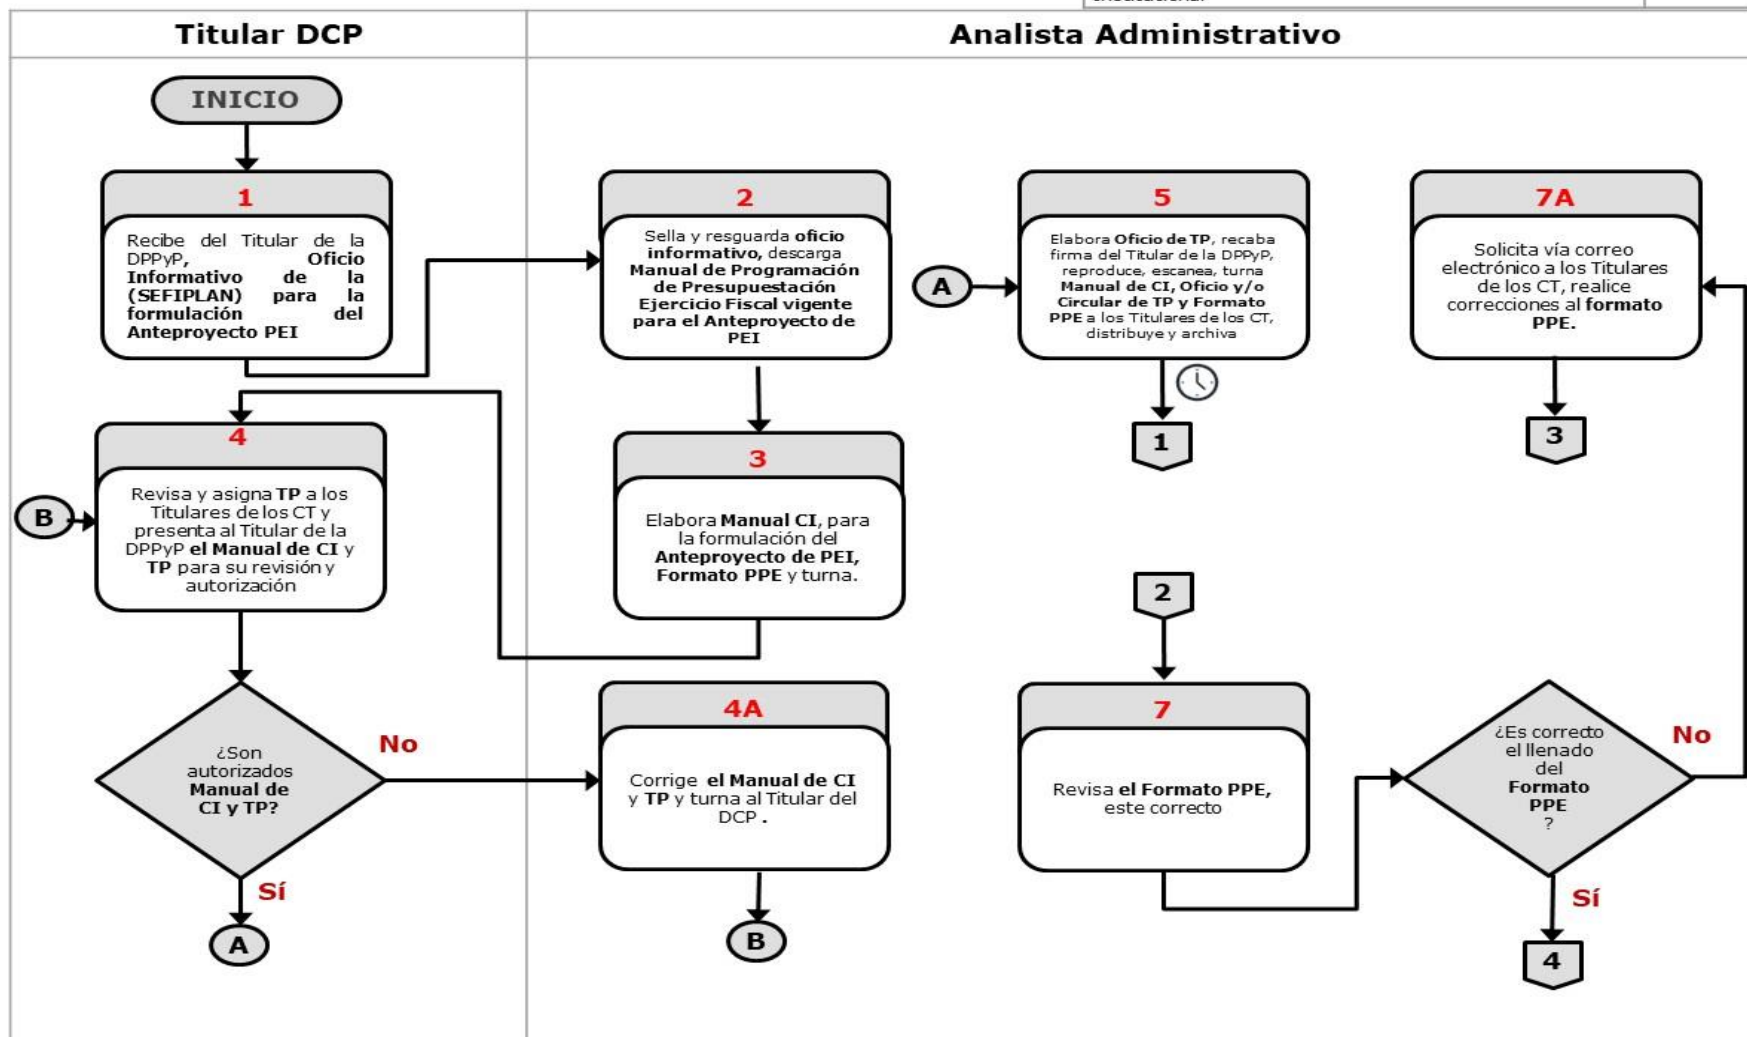 Titular DCP
Analista Administrativo
INICIO
1
Recibe del Titular de la
DPPyP, Oficio
Informativo de la
(SEFIPLAN) para la
formulación del
Anteproyecto PEI
2
Sella y resguarda oficio
informativo, descarga
Manual de Programación
de Presupuestación
Ejercicio Fiscal vigente
para el Anteproyecto de
PEI
A
5
Elabora Oficio de TP, recaba
firma del Titular de la DPPyP,
reproduce, escanea, turna
Manual de CI, Oficio y/o
Circular de TP y Formato
PPE a los Titulares de los CT,
distribuye y archiva
1
7A
Solicita vía correo
electrónico a los Titulares
de los CT, realice
correcciones al formato
PPE.
3
B
4
Revisa y asigna TP a los
Titulares de los CT y
presenta al Titular de la
DPPyP el Manual de CI y
TP para su revisión y
autorización
3
Elabora Manual CI, para
la formulación del
Anteproyecto de PEI,
Formato PPE y turna.
2
¿Son
autorizados
Manual de
CI y TP?
No
Sí
A
4A
Corrige el Manual de CI
y TP y turna al Titular del
DCP .
B
7
Revisa el Formato PPE,
este correcto
¿Es correcto
el llenado
del
Formato
PPE
?
No
Sí
4